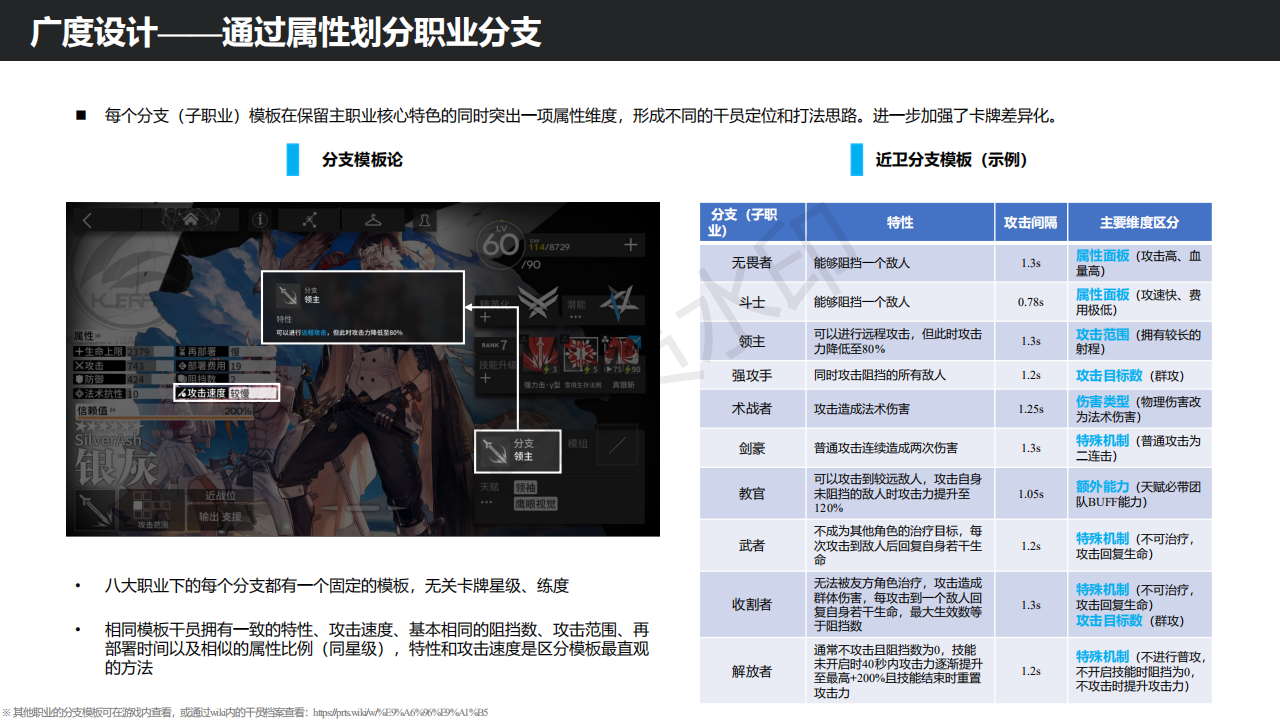 广度设计——通过属性划分职业分支
■ 每个分支（子职业）模板在保留主职业核心特色的同时突出一项属性维度，形成不同的干员定位和打法思路。进一步加强了卡牌差异化。
分支模板论
LV
60
EXP
114/8729
/90
分支
领主
特性
可以进行远程攻击，但此时攻击力降低至80%
精英化
潜能
RANK 7
技能升级
强力击·γ型
雪境生存法则
真银斩
属性
生命上限 2379
再部署 慢
攻击 743
部署费用 19
防御 424
阻挡数 2
法术抗性 10
攻击速度 较慢
信赖值
200%
SilverAsh
银灰
近战位
输出 支援
攻击范围
分支
领主
模组
天赋
领袖
鹰眼视觉
• 八大职业下的每个分支都有一个固定的模板，无关卡牌星级、练度
• 相同模板干员拥有一致的特性、攻击速度、基本相同的阻挡数、攻击范围、再
部署时间以及相似的属性比例（同星级），特性和攻击速度是区分模板最直观
的方法
近卫分支模板（示例）
分支（子职
业）
特性
攻击间隔
主要维度区分
无畏者
能够阻挡一个敌人
1.3s
属性面板（攻击高、血
量高）
斗士
能够阻挡一个敌人
0.78s
属性面板（攻速快、费
用极低）
领主
可以进行远程攻击，但此时攻击
力降低至80%
1.3s
攻击范围（拥有较长的
射程）
强攻手
同时攻击阻挡的所有敌人
1.2s
攻击目标数（群攻）
术战者
攻击造成法术伤害
1.25s
伤害类型（物理伤害改
为法术伤害）
剑豪
普通攻击连续造成两次伤害
1.3s
特殊机制（普通攻击为
二连击）
教官
可以攻击到较远敌人，攻击自身
未阻挡的敌人时攻击力提升至
120%
1.05s
额外能力（天赋必带团
队BUFF能力）
武者
不成为其他角色的治疗目标，每
次攻击到敌人后回复自身若干生
命
1.2s
特殊机制（不可治疗，
攻击回复生命）
收割者
无法被友方角色治疗，攻击造成
群体伤害，每攻击到一个敌人回
复自身若干生命，最大生效数等
于阻挡数
1.3s
特殊机制（不可治疗，
攻击回复生命）
攻击目标数（群攻）
解放者
通常不攻击且阻挡数为0，技能
未开启时40秒内攻击力逐渐提升
至最高+200%且技能结束时重置
攻击力
1.2s
特殊机制（不进行普攻，
不开启技能时阻挡为0，
不攻击时提升攻击力）
水印
※ 其他职业的分支模板可在游戏内查看，或通过wiki内的干员档案查看：https://prts.wiki/w/%E9%A6%96%E9%A1%B5